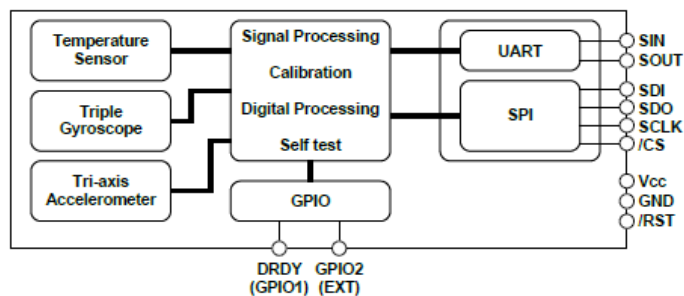 Temperature
Sensor
Triple
Gyroscope
Tri-axis
Accelerometer
Signal Processing
Calibration
Digital Processing
Self test
GPIO
UART
SPI
SIN
SOUT
SDI
SDO
SCLK
/CS
Vcc
GND
/RST
DRDY
(GPIO1)
GPIO2
(EXT)